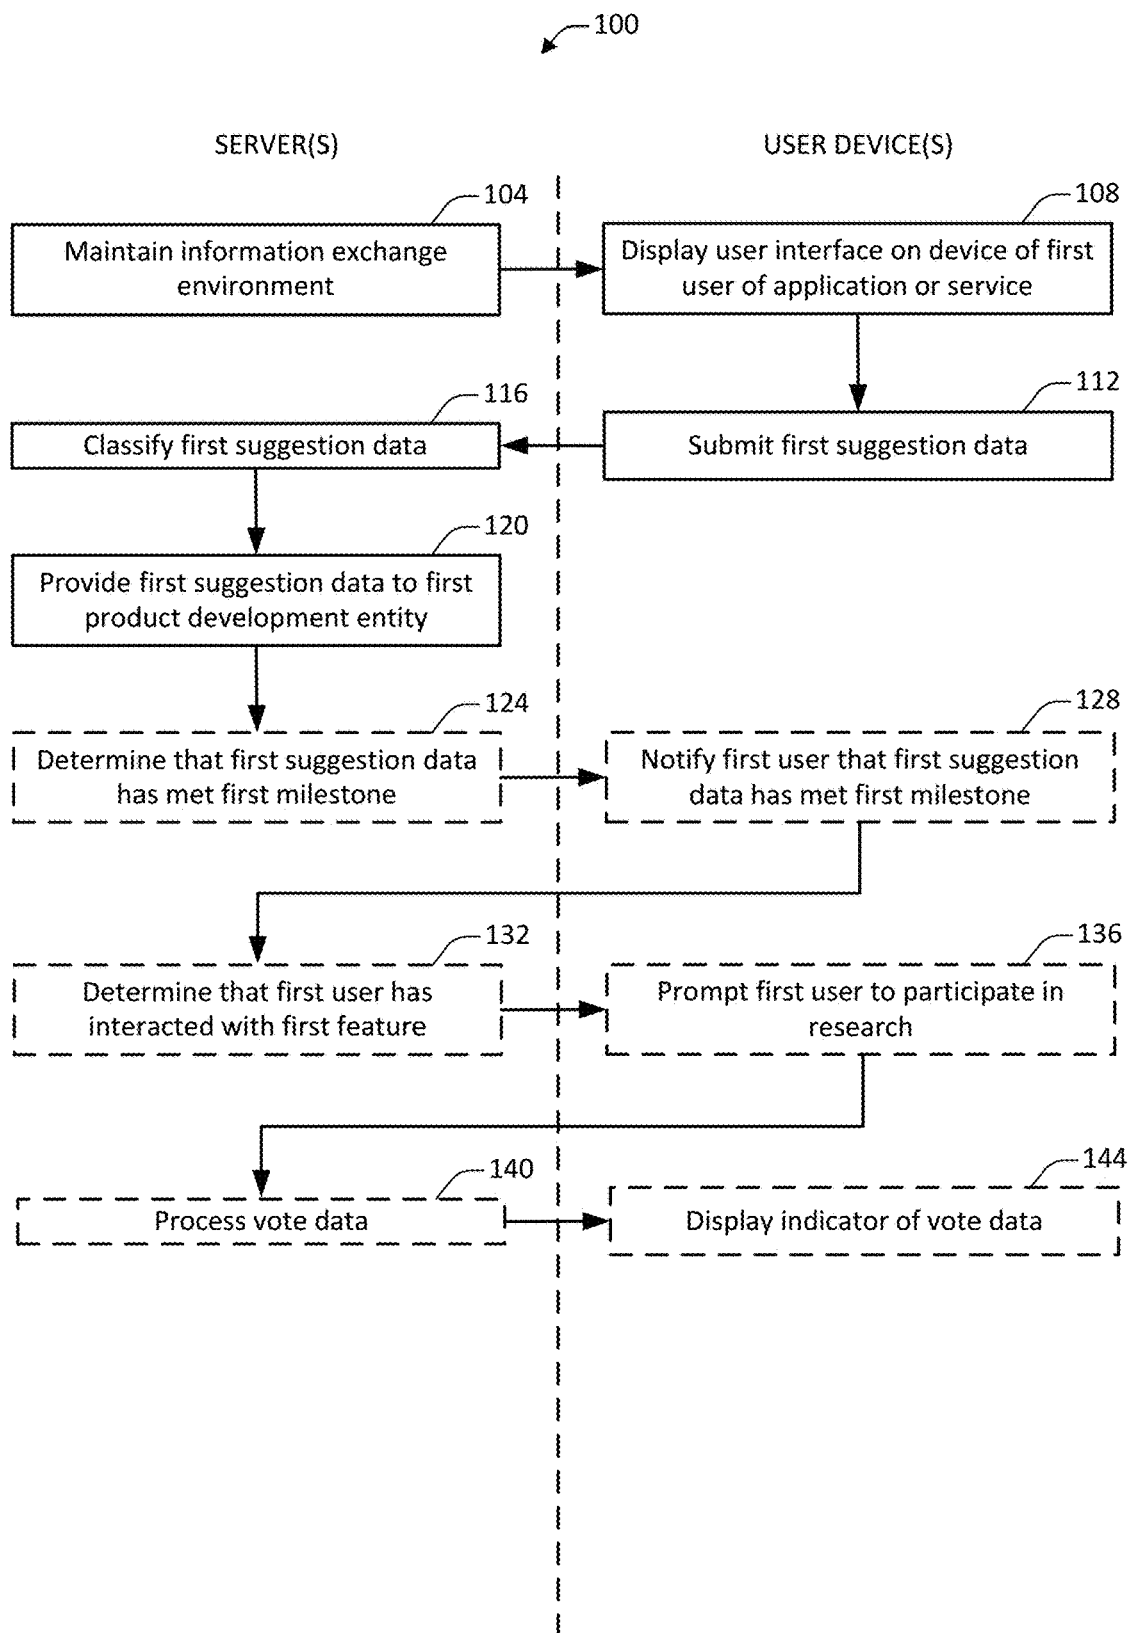 100
SERVER(S)
USER DEVICE(S)
104
108
Maintain information exchange
environment
Display user interface on device of first
user of application or service
116
112
Classify first suggestion data
Submit first suggestion data
120
Provide first suggestion data to first
product development entity
124
128
Determine that first suggestion data
has met first milestone
Notify first user that first suggestion
data has met first milestone
132
136
Determine that first user has
interacted with first feature
Prompt first user to participate in
research
140
144
Process vote data
Display indicator of vote data